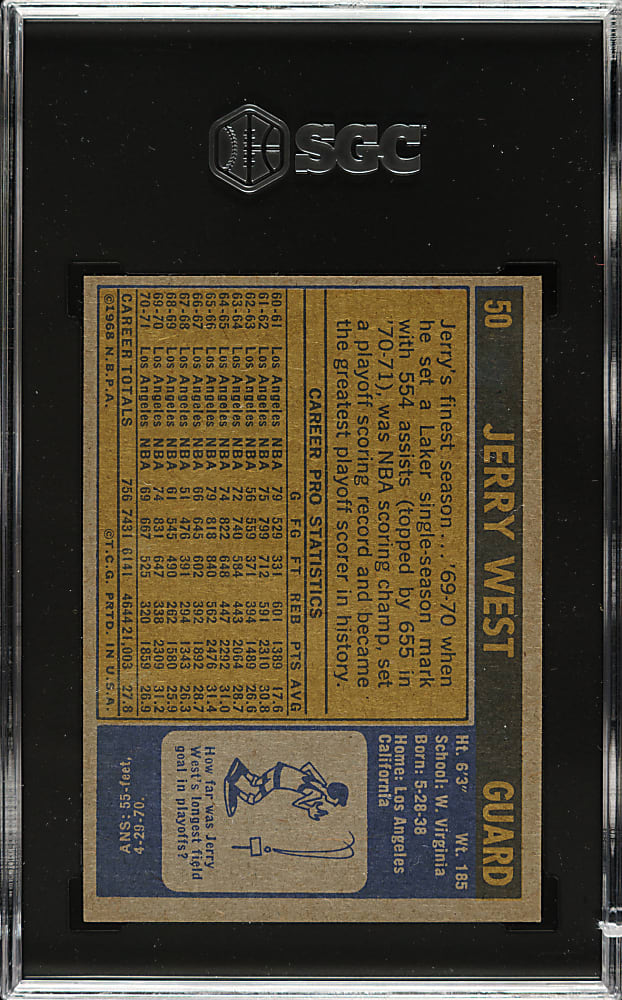 SGC
50 JERRY WEST GUARD
Jerry's finest season . . . '69-70 when
he set a Laker single-season mark
with 554 assists (topped by 655 in
'70-71), was NBA scoring champ, set
a playoff scoring record and became
the greatest playoff scorer in history.
CAREER PRO STATISTICS
G FG FT REB PTS AVG
60-61 Los Angeles NBA 79 529 331 601 1389 17.6
61-62 Los Angeles NBA 75 799 712 591 2310 30.8
62-63 Los Angeles NBA 56 559 371 394 1489 26.6
63-64 Los Angeles NBA 72 740 584 443 2064 28.7
64-65 Los Angeles NBA 74 822 648 447 2292 31.0
65-66 Los Angeles NBA 79 818 840 562 2476 31.4
66-67 Los Angeles NBA 66 645 602 392 1892 28.7
67-68 Los Angeles NBA 51 476 391 294 1343 26.3
68-69 Los Angeles NBA 61 545 490 262 1580 25.9
69-70 Los Angeles NBA 74 831 647 338 2309 31.2
70-71 Los Angeles NBA 69 667 525 320 1859 26.9
CAREER TOTALS 756 7431 6141 4644 21,003 27.8
©1968 N.B.P.A. ©T.C.G. PRTD. IN U.S.A.
Ht. 6'3" Wt. 185
School: W. Virginia
Born: 5-28-38
Home: Los Angeles
California
How far was Jerry
West's longest field
goal in playoffs?
ANS: 55-feet,
4-29-70.